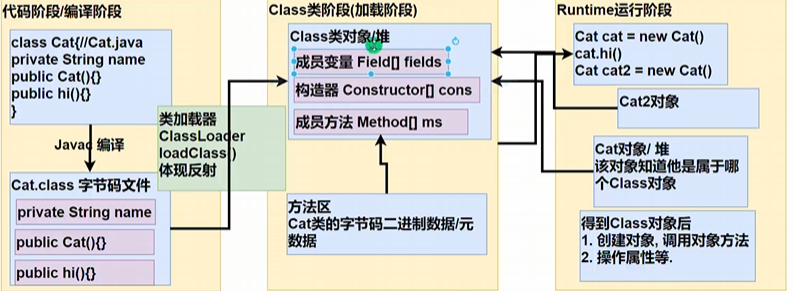 代码阶段/编译阶段
class Cat{//Cat.java
private String name
public Cat(){}
public hi(){}
}
Javac 编译
Cat.class 字节码文件
private String name
public Cat(){}
public hi(){}
类加载器
ClassLoader
loadClass()
体现反射
Class类阶段(加载阶段)
Class类对象/堆
成员变量 Field[] fields
构造器 Constructor[] cons
成员方法 Method[] ms
方法区
Cat类的字节码二进制数据/元
数据
Runtime运行阶段
Cat cat = new Cat()
cat.hi()
Cat cat2 = new Cat()
Cat2对象
Cat对象/ 堆
该对象知道他是属于哪
个Class对象
得到Class对象后
1. 创建对象, 调用对象方法
2. 操作属性等.